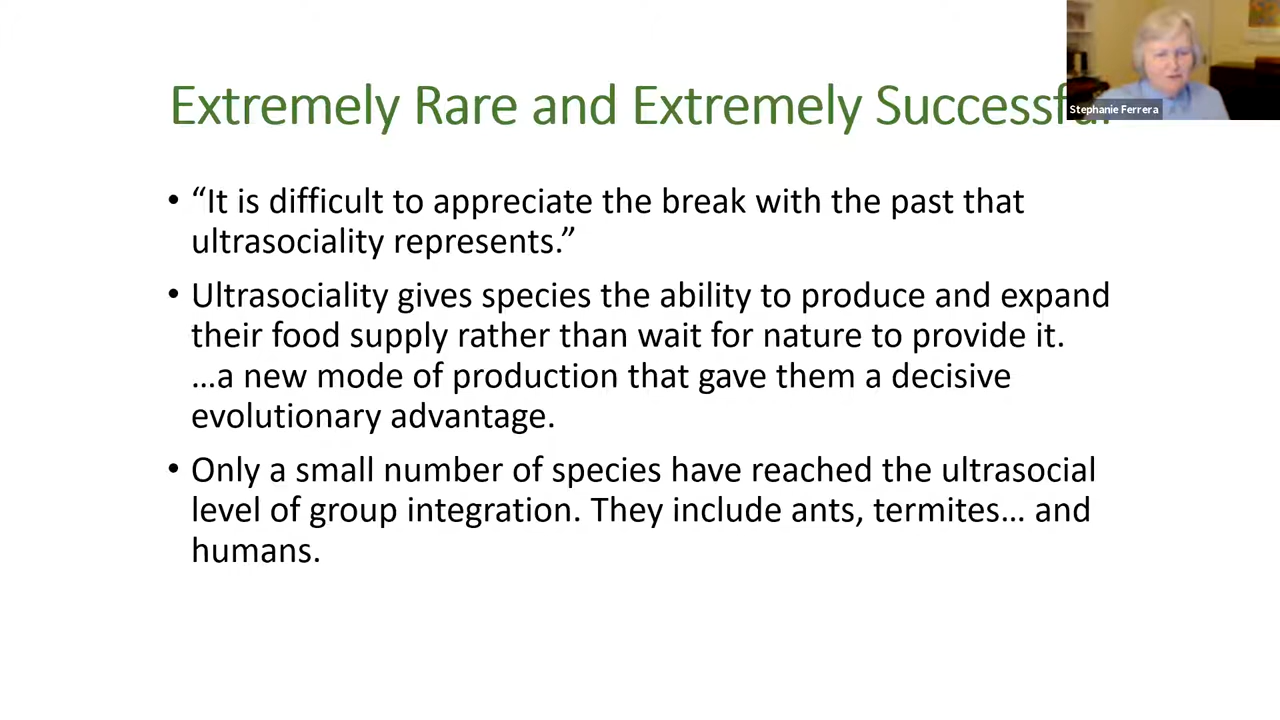 Extremely Rare and Extremely
Stephanie Ferrera
• “It is difficult to appreciate the break with the past that
ultrasociality represents.”
• Ultrasociality gives species the ability to produce and expand
their food supply rather than wait for nature to provide it.
…a new mode of production that gave them a decisive
evolutionary advantage.
• Only a small number of species have reached the ultrasocial
level of group integration. They include ants, termites… and
humans.